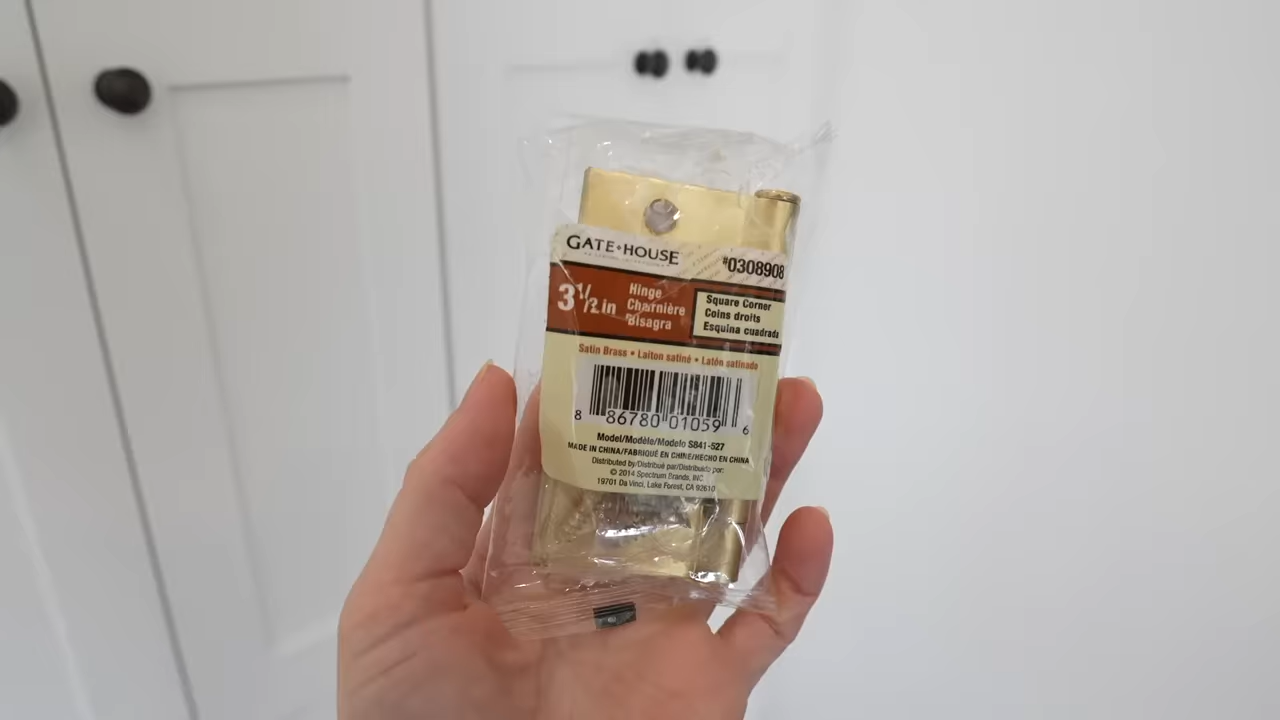 GATE HOUSE
#0308908
3 1/2 in
Hinge
Charnière
Bisagra
Square Corner
Coins droits
Esquina cuadrada
Satin Brass • Laiton satiné • Latón satinado
8 86780 01059 6
Model/Modèle/Modelo S841-527
MADE IN CHINA/FABRIQUÉ EN CHINE/HECHO EN CHINA
Distributed by/Distribué par/Distribuido por:
© 2014 Spectrum Brands, INC
19701 Da Vinci, Lake Forest, CA 92610